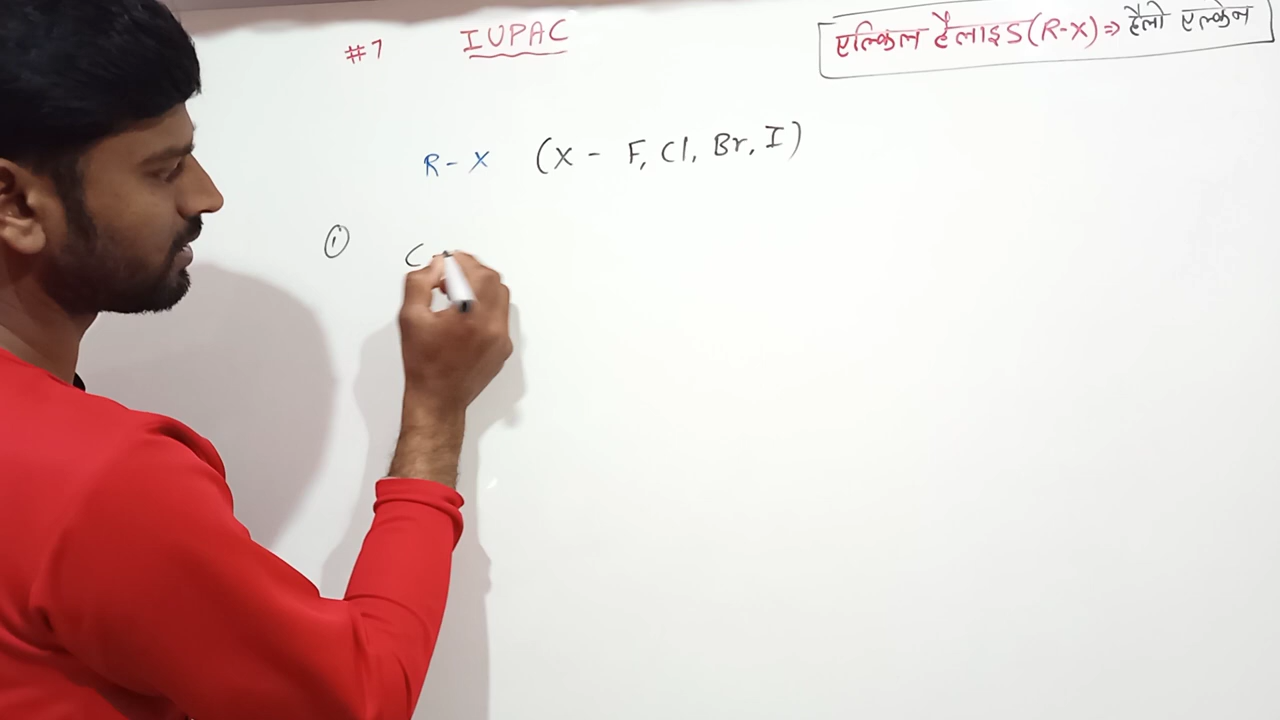 #7 IUPAC
एल्किल हैलाइड (R-X) ⇒ हैलो एल्केन
R - X (X - F, Cl, Br, I)
① C